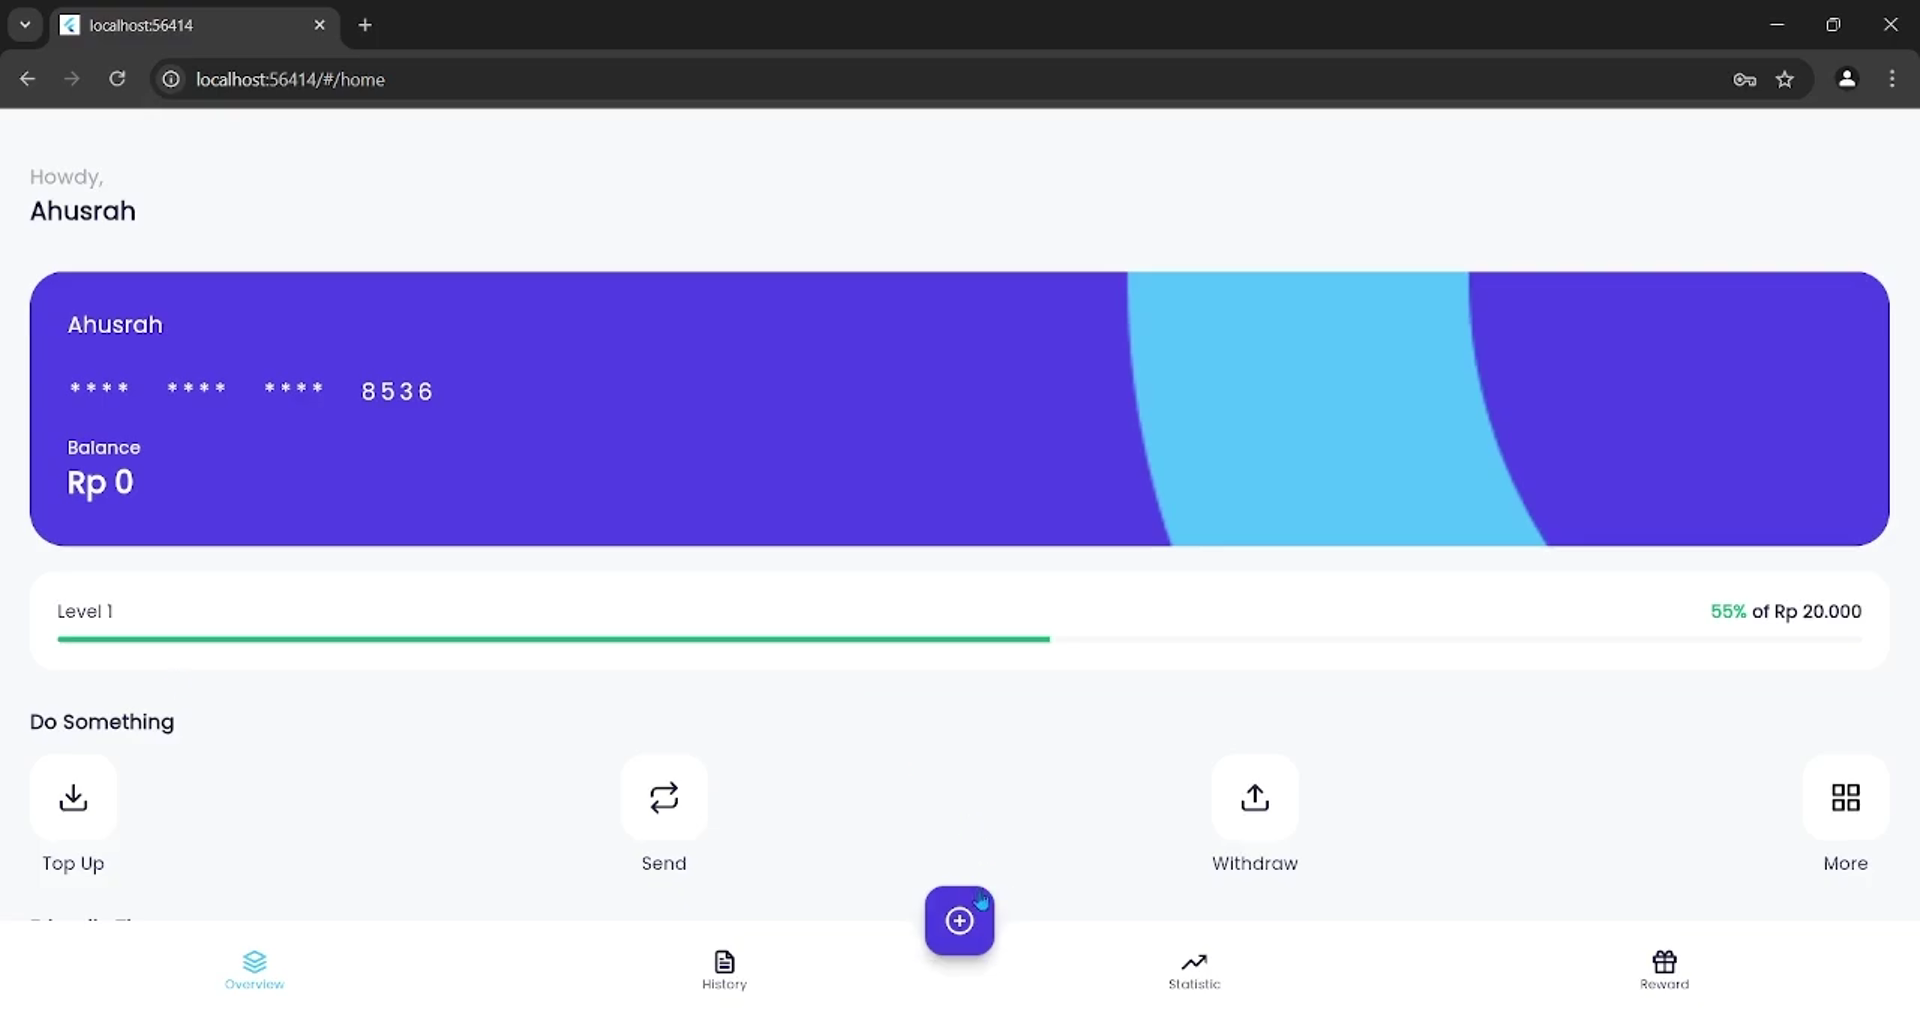 localhost:56414
localhost:56414/#/home
Howdy,
Ahusrah
Ahusrah
**** **** **** 8536
Balance
Rp 0
Level 1
55% of Rp 20.000
Do Something
Top Up
Send
Withdraw
More
Overview
History
Statistic
Reward